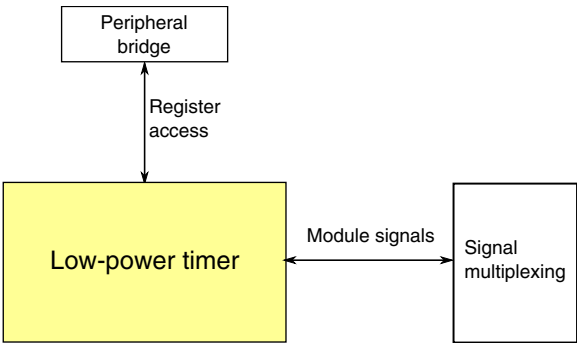 Peripheral
bridge
Register
access
Low-power timer
Module signals
Signal
multiplexing